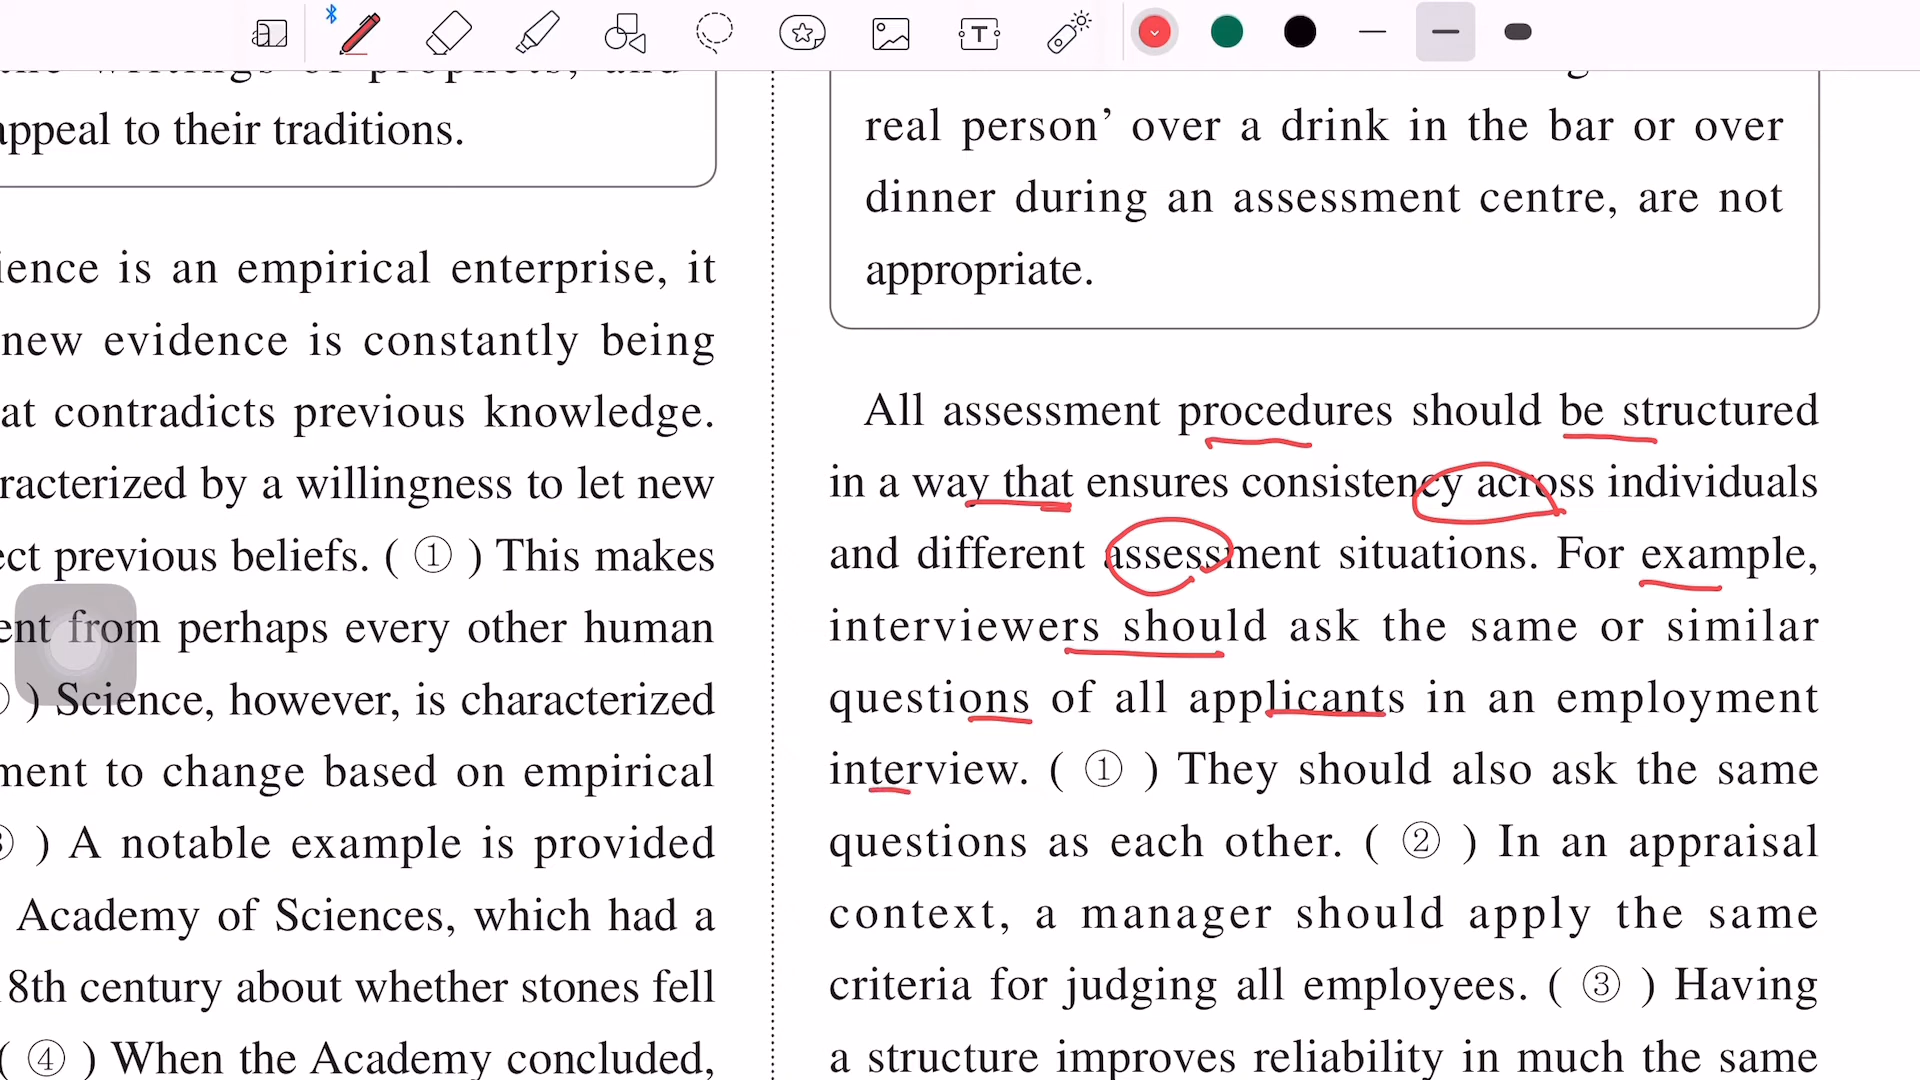 appeal to their traditions.
ience is an empirical enterprise, it
new evidence is constantly being
at contradicts previous knowledge.
racterized by a willingness to let new
ect previous beliefs. ( ① ) This makes
ent from perhaps every other human
) Science, however, is characterized
ment to change based on empirical
) A notable example is provided
Academy of Sciences, which had a
8th century about whether stones fell
( ④ ) When the Academy concluded,
real person’ over a drink in the bar or over
dinner during an assessment centre, are not
appropriate.
All assessment procedures should be structured
in a way that ensures consistency across individuals
and different assessment situations. For example,
interviewers should ask the same or similar
questions of all applicants in an employment
interview. ( ① ) They should also ask the same
questions as each other. ( ② ) In an appraisal
context, a manager should apply the same
criteria for judging all employees. ( ③ ) Having
a structure improves reliability in much the same